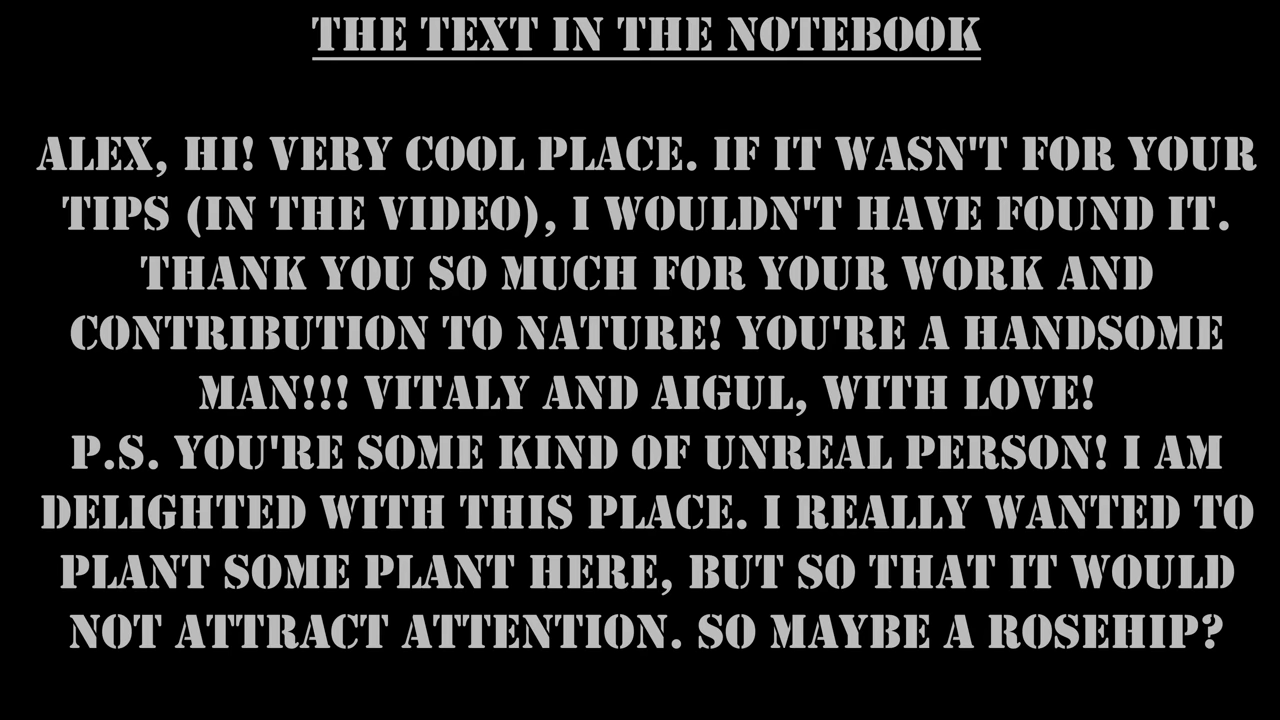 THE TEXT IN THE NOTEBOOK
ALEX, HI! VERY COOL PLACE. IF IT WASN'T FOR YOUR
TIPS (IN THE VIDEO), I WOULDN'T HAVE FOUND IT.
THANK YOU SO MUCH FOR YOUR WORK AND
CONTRIBUTION TO NATURE! YOU'RE A HANDSOME
MAN!!! VITALY AND AIGUL, WITH LOVE!
P.S. YOU'RE SOME KIND OF UNREAL PERSON! I AM
DELIGHTED WITH THIS PLACE. I REALLY WANTED TO
PLANT SOME PLANT HERE, BUT SO THAT IT WOULD
NOT ATTRACT ATTENTION. SO MAYBE A ROSEHIP?